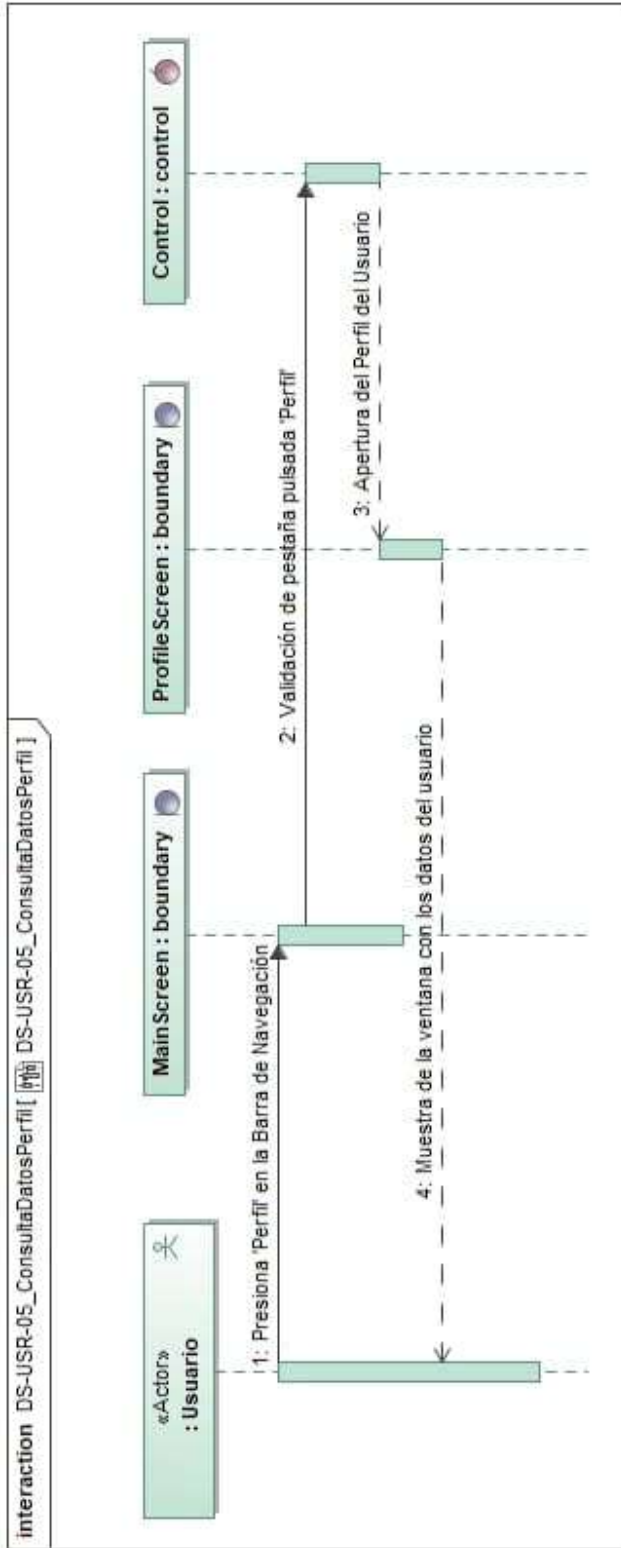 interaction DS-USR-05_ConsultaDatosPerfil[ DS-USR-05_ConsultaDatosPerfil ]
«Actor»
: Usuario
MainScreen : boundary
ProfileScreen : boundary
Control : control
1: Presiona 'Perfil' en la Barra de Navegación
2: Validación de pestaña pulsada 'Perfil'
3: Apertura del Perfil del Usuario
4: Muestra de la ventana con los datos del usuario